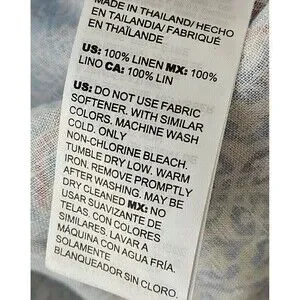 MADE IN THAILAND/ HECHO
EN TAILANDIA/ FABRIQUÉ
EN THAÏLANDE
US: 100% LINEN MX: 100%
LINO CA: 100% LIN
US: DO NOT USE FABRIC
SOFTENER. WITH SIMILAR
COLORS. MACHINE WASH
COLD. ONLY
NON-CHLORINE BLEACH.
TUMBLE DRY LOW. WARM
IRON. REMOVE PROMPTLY
AFTER WASHING. MAY BE
DRY CLEANED MX: NO
USAR SUAVIZANTE DE
TELAS. CON COLORES
SIMILARES. LAVAR A
MÁQUINA CON AGUA FRÍA.
SOLAMENTE
BLANQUEADOR SIN CLORO.